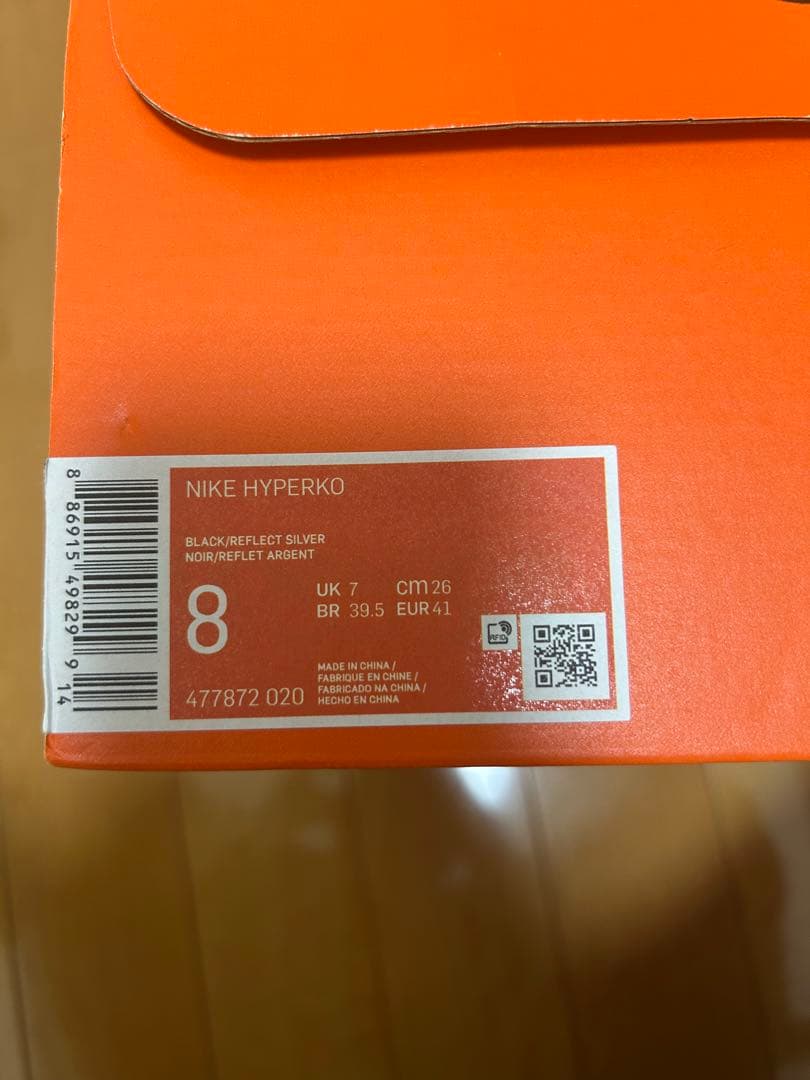 NIKE HYPERKO
BLACK/REFLECT SILVER
NOIR/REFLET ARGENT
8
UK 7 cm 26
BR 39.5 EUR 41
MADE IN CHINA /
FABRIQUE EN CHINE /
FABRICADO NA CHINA /
HECHO EN CHINA
477872 020
RFID
8 86915 49829 9 14